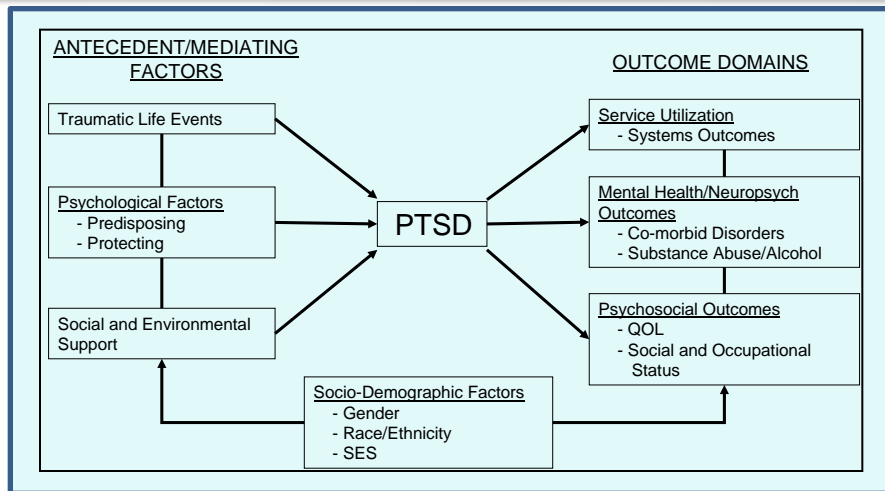 ANTECEDENT/MEDIATING
FACTORS
Traumatic Life Events
Psychological Factors
- Predisposing
- Protecting
Social and Environmental
Support
PTSD
OUTCOME DOMAINS
Service Utilization
- Systems Outcomes
Mental Health/Neuropsych
Outcomes
- Co-morbid Disorders
- Substance Abuse/Alcohol
Psychosocial Outcomes
- QOL
- Social and Occupational
Status
Socio-Demographic Factors
- Gender
- Race/Ethnicity
- SES